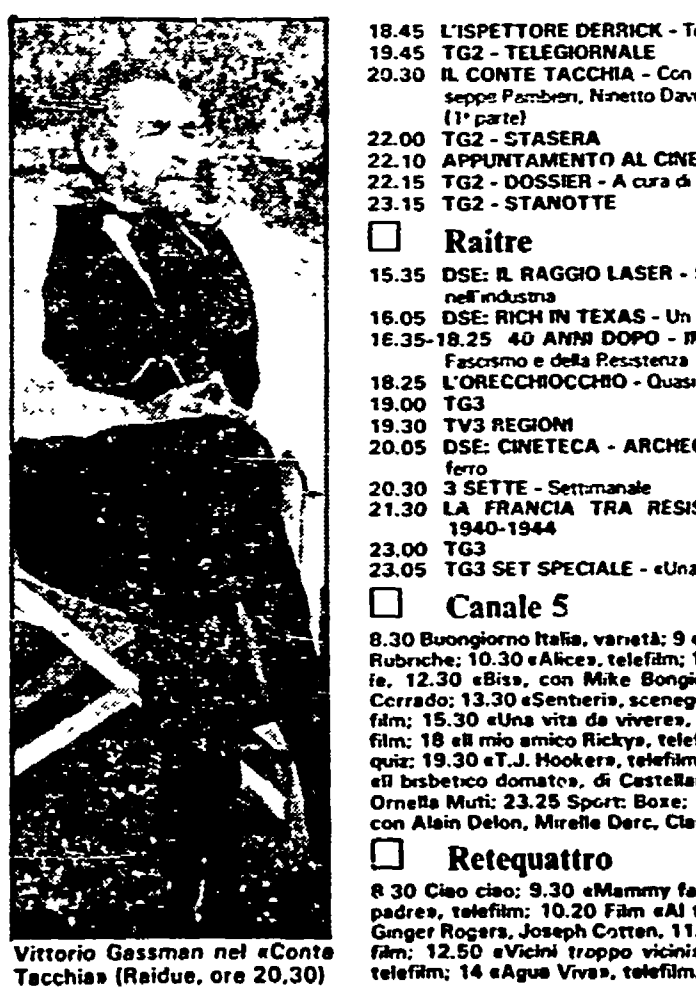 Vittorio Gassman nel «Conte
Tacchia» (Raidue, ore 20,30)
18.45 L'ISPETTORE DERRICK - 
19.45 TG2 - TELEGIORNALE
20.30 IL CONTE TACCHIA - Con
seppe Pambieri, Ninetto Dav
(1ª parte)
22.00 TG2 - STASERA
22.10 APPUNTAMENTO AL CINE
22.15 TG2 - DOSSIER - A cura di
23.15 TG2 - STANOTTE
Raitre
15.35 DSE: IL RAGGIO LASER -
nell'industria
16.05 DSE: RICH IN TEXAS - Un
16.35-18.25 40 ANNI DOPO -
Fascismo e della Resistenza
18.25 L'ORECCHIOCCHIO - Quasi
19.00 TG3
19.30 TV3 REGIONI
20.05 DSE: CINETECA - ARCHEO
ferro
20.30 3 SETTE - Settimanale
21.30 LA FRANCIA TRA RESIS
1940-1944
23.00 TG3
23.05 TG3 SET SPECIALE - «Una
Canale 5
8.30 Buongiorno Italia, varietà; 9 «
Rubriche; 10.30 «Alice», telefilm; 1
fe, 12.30 «Bis», con Mike Bongi
Corrado; 13.30 «Sentieri», sceneg
film; 15.30 «Una vita da vivere»,
film; 18 «Il mio amico Ricky», telef
quiz; 19.30 «T.J. Hooker», telefilm
«Il bisbetico domato», di Castella
Ornella Muti; 23.25 Sport: Boxe;
con Alain Delon, Mireille Darc, Cla
Retequattro
8.30 Ciao ciao; 9.30 «Mammy fa
padre», telefilm; 10.20 Film «Al t
Ginger Rogers, Joseph Cotten, 11.
film; 12.50 «Vicini troppo vicini»
telefilm; 14 «Agua Viva», telefilm.